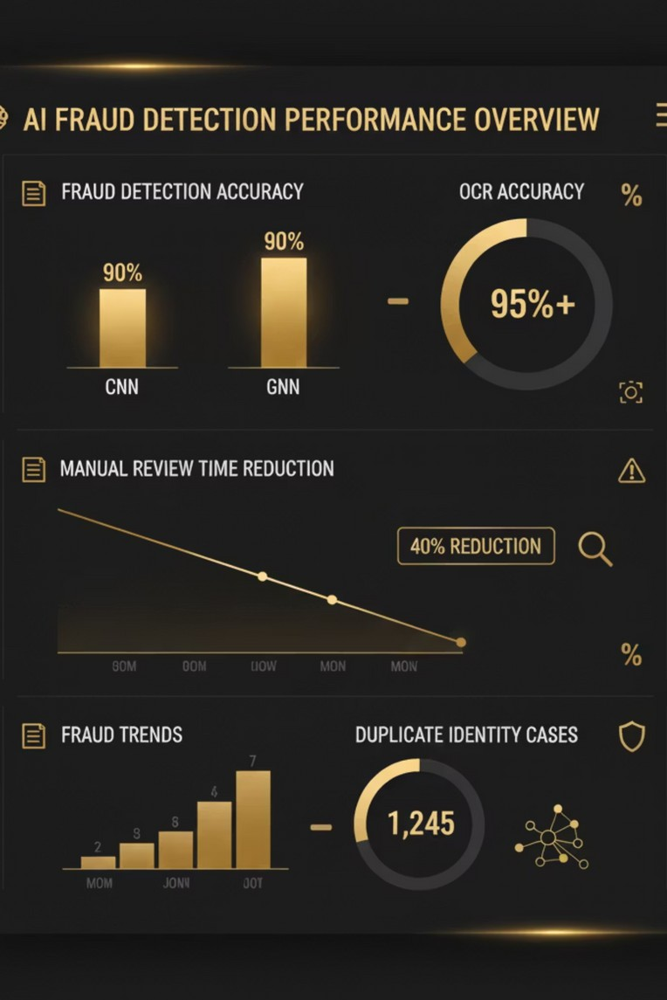 AI FRAUD DETECTION PERFORMANCE OVERVIEW
FRAUD DETECTION ACCURACY
OCR ACCURACY
%
90%
90%
95%+
CNN
GNN
MANUAL REVIEW TIME REDUCTION
40% REDUCTION
MON
MON
%
FRAUD TRENDS
DUPLICATE IDENTITY CASES
7
4
2
1,245
MOM